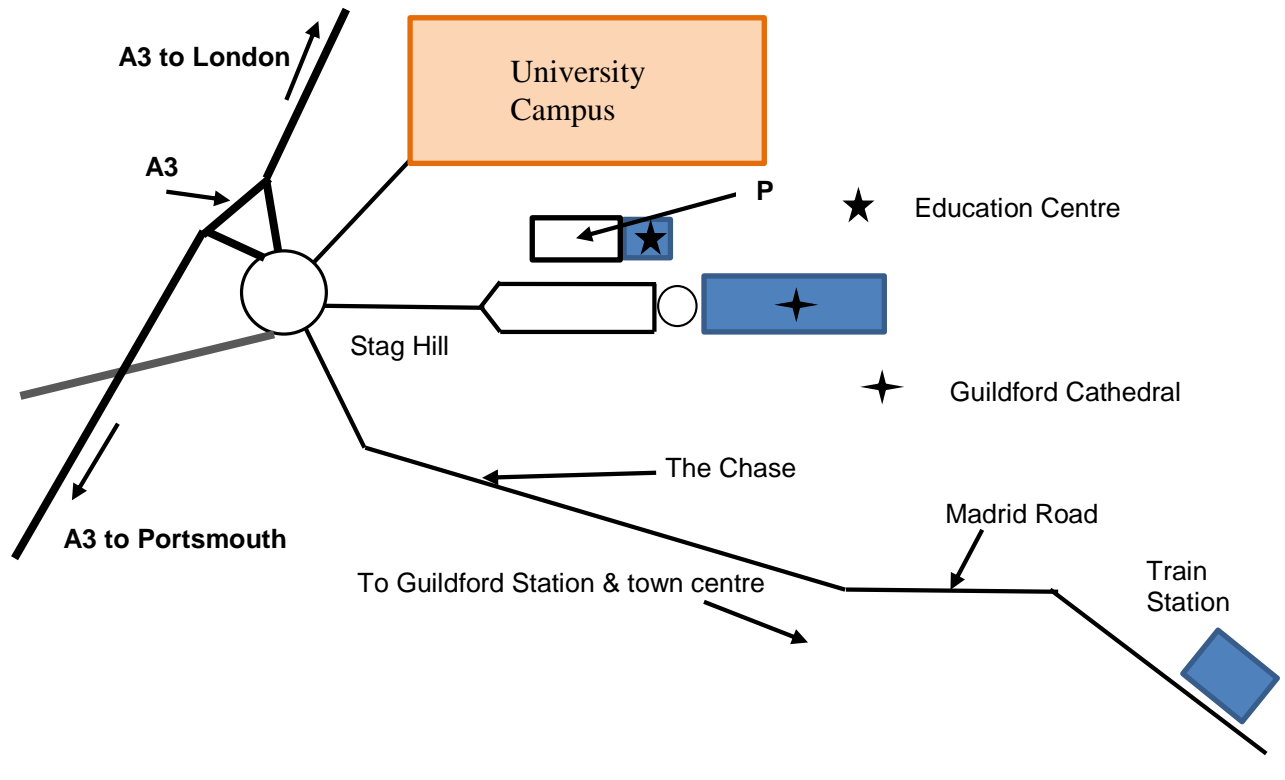 A3 to London
University
Campus
A3
P
Education Centre
Stag Hill
Guildford Cathedral
The Chase
Madrid Road
A3 to Portsmouth
To Guildford Station & town centre
Train
Station